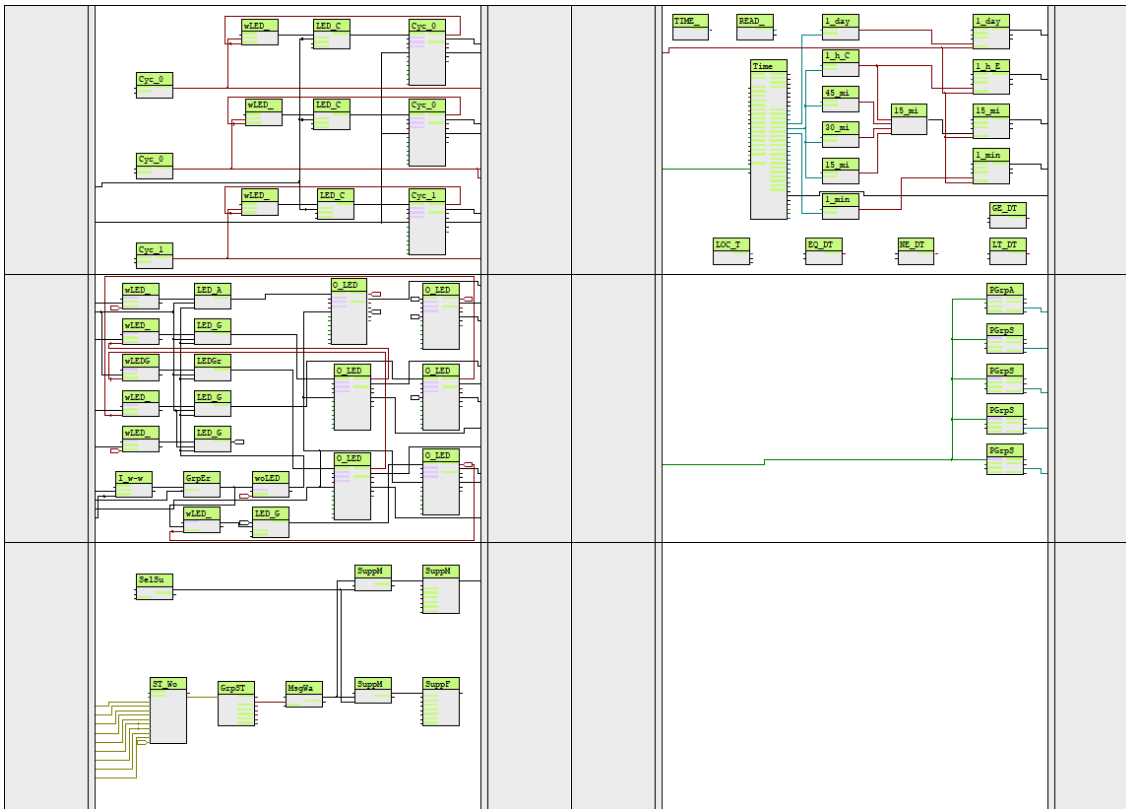 wLED_
LED_C
Cyc_0
Cyc_0
wLED_
LED_C
Cyc_0
Cyc_0
wLED_
LED_C
Cyc_1
Cyc_1
TIME_
READ_
1_day
1_day
Time
1_h_C
1_h_E
45_mi
15_mi
15_mi
30_mi
15_mi
1_min
1_min
GE_DT
LOC_T
EQ_DT
NE_DT
LT_DT
wLED_
LED_A
O_LED
O_LED
wLED_
LED_G
wLEDG
LEDGr
O_LED
O_LED
wLED_
LED_G
wLED_
LED_G
O_LED
O_LED
I_w-w
GrpEr
woLED
wLED_
LED_G
PGrpA
PGrpS
PGrpS
PGrpS
PGrpS
SelSu
SuppM
SuppM
ST_Wo
GrpST
MsgWa
SuppM
SuppF